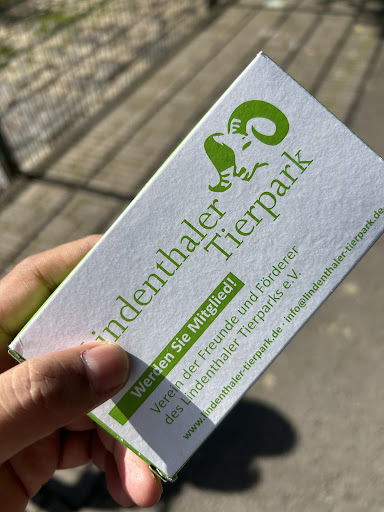 Lindenthaler
Tierpark
Werden Sie Mitglied!
Verein der Freunde und Förderer
des Lindenthaler Tierparks e.V.
www.lindenthaler-tierpark.de · info@lindenthaler-tierpark.de